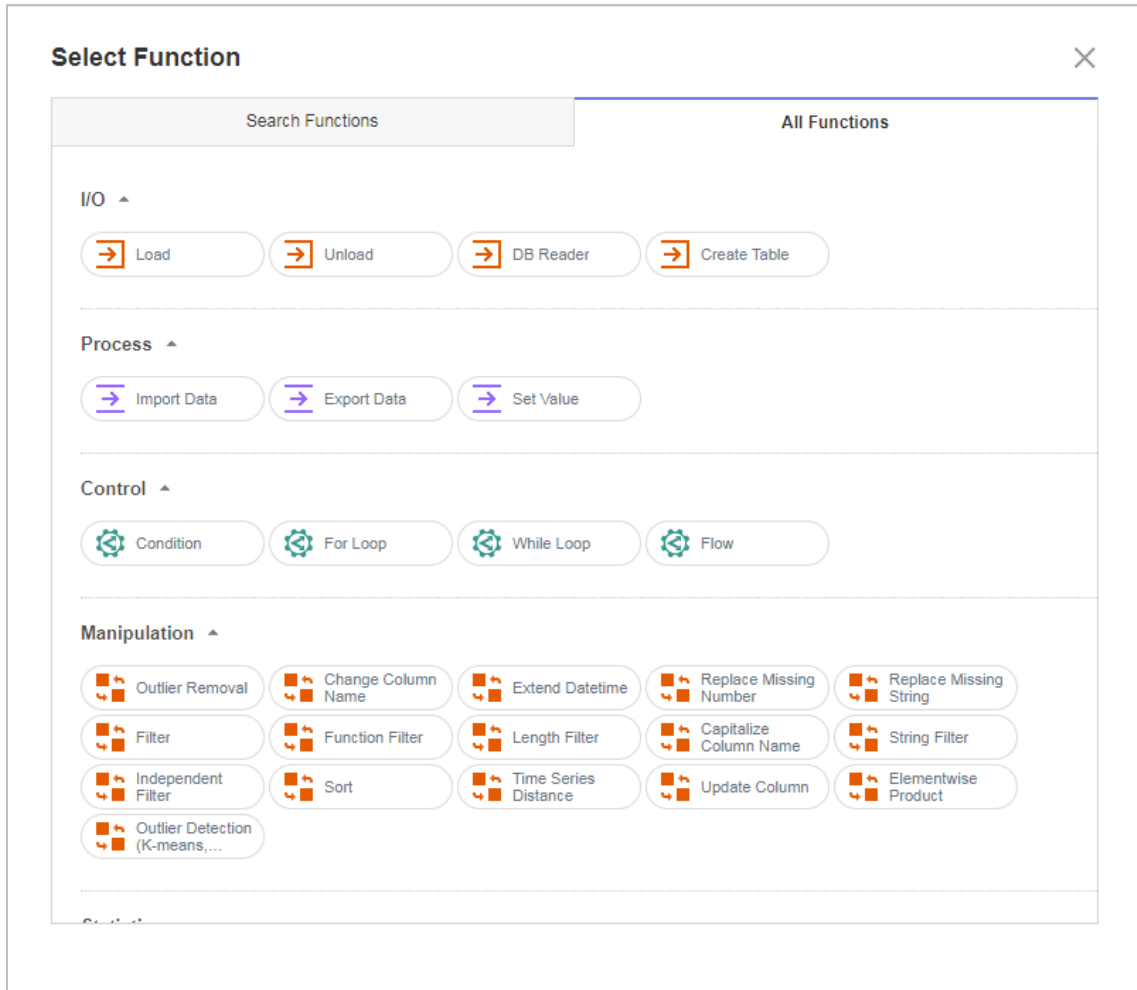 Select Function
Search Functions
All Functions
I/O
Load
Unload
DB Reader
Create Table
Process
Import Data
Export Data
Set Value
Control
Condition
For Loop
While Loop
Flow
Manipulation
Outlier Removal
Change Column
Name
Extend Datetime
Replace Missing
Number
Replace Missing
String
Filter
Function Filter
Length Filter
Capitalize
Column Name
String Filter
Independent
Filter
Sort
Time Series
Distance
Update Column
Elementwise
Product
Outlier Detection
(K-means,...